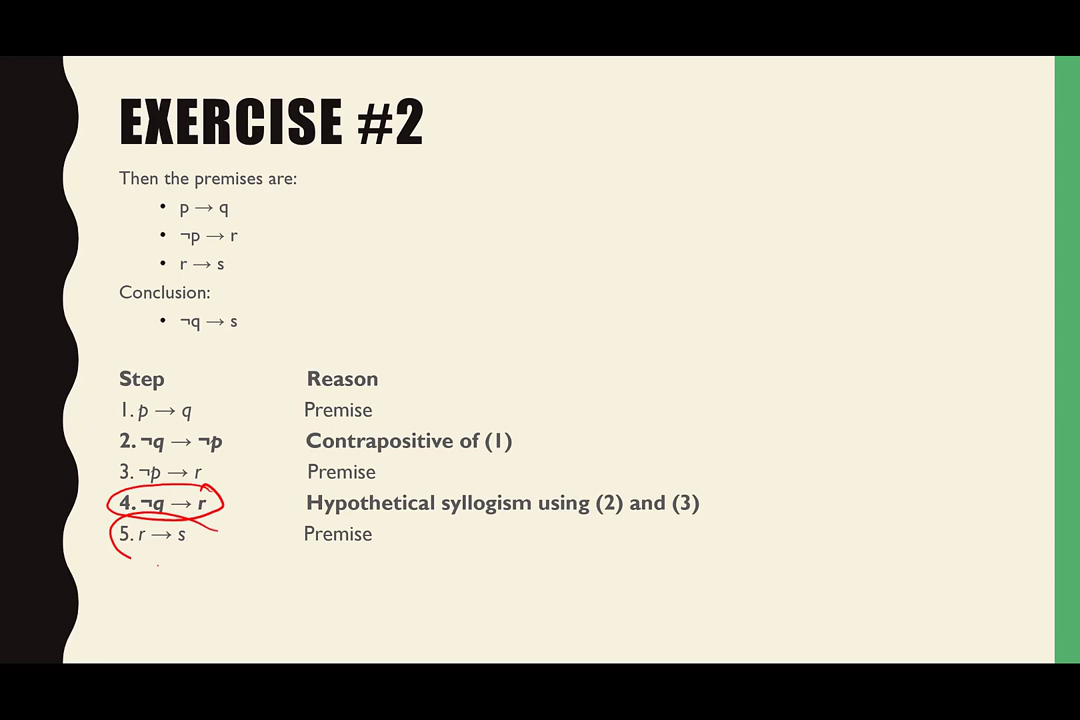 EXERCISE #2
Then the premises are:
• p → q
• ¬p → r
• r → s
Conclusion:
• ¬q → s
Step Reason
1. p → q Premise
2. ¬q → ¬p Contrapositive of (1)
3. ¬p → r Premise
4. ¬q → r Hypothetical syllogism using (2) and (3)
5. r → s Premise